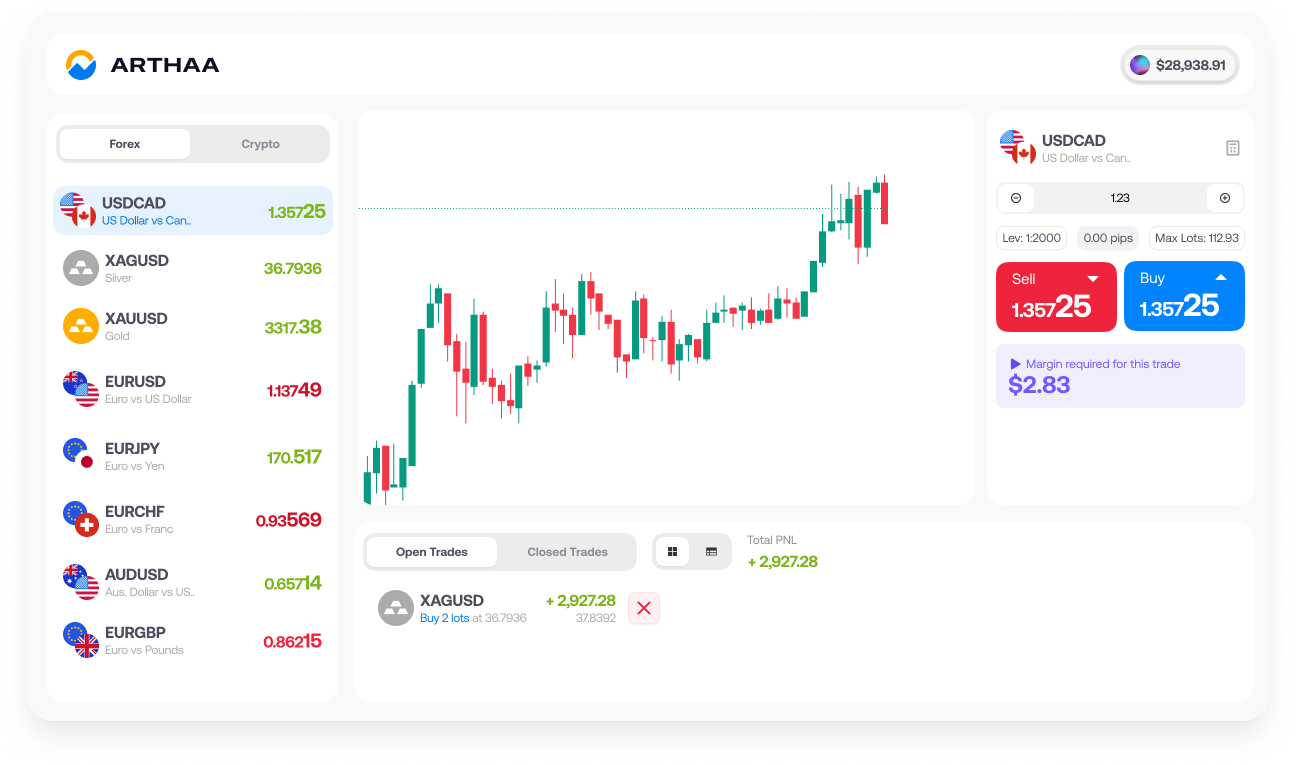 ARTHAA
$28,938.91
Forex
Crypto
USDCAD
US Dollar vs Can..
1.35725
XAGUSD
Silver
36.7936
XAUUSD
Gold
3317.38
EURUSD
Euro vs US Dollar
1.13749
EURJPY
Euro vs Yen
170.517
EURCHF
Euro vs Franc
0.93569
AUDUSD
Aus. Dollar vs US..
0.65714
EURGBP
Euro vs Pounds
0.86215
USDCAD
US Dollar vs Can..
1.23
Lev: 1:2000
0.00 pips
Max Lots: 112.93
Sell
1.35725
Buy
1.35725
Margin required for this trade
$2.83
Open Trades
Closed Trades
Total PNL
+ 2,927.28
XAGUSD
Buy 2 lots at 36.7936
+ 2,927.28
37.8392